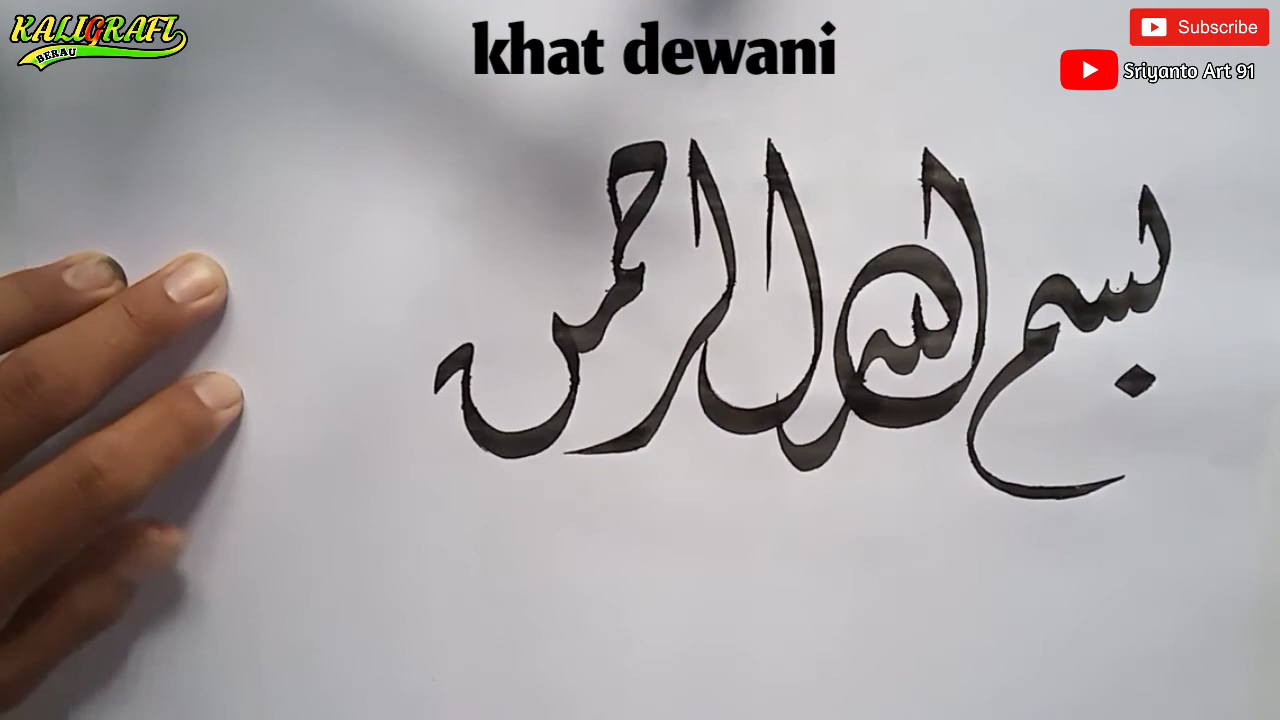 KALIGRAFI
BERAU
khat dewani
Subscribe
Sriyanto Art 91
بسم الله الرحمن